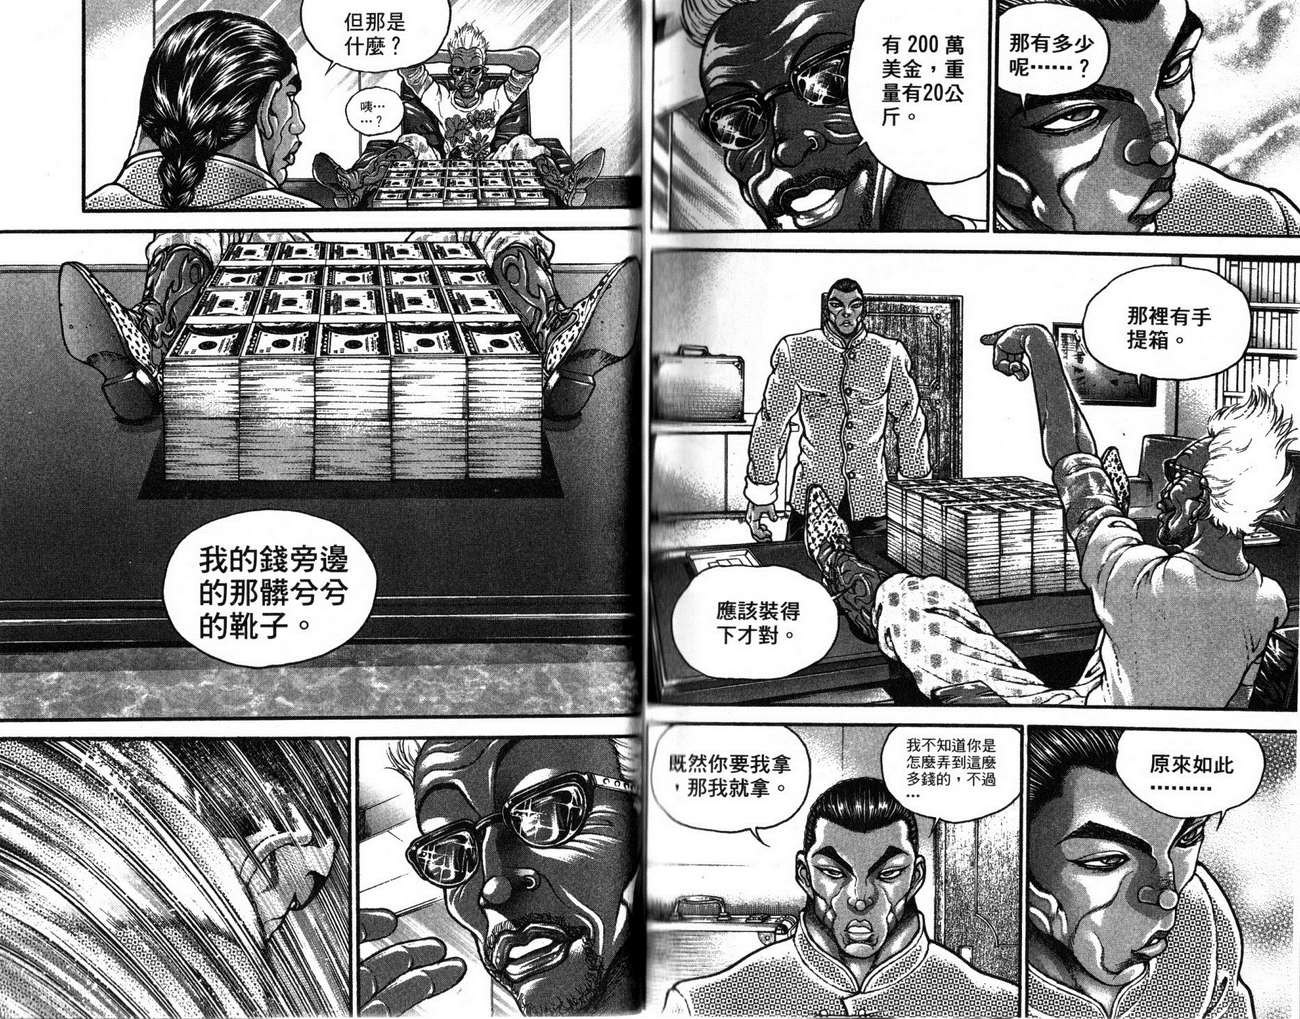 那有多少
呢⋯⋯？
有200萬
美金，重
量有20公
斤。
那裡有手
提箱。
應該裝得
下才對。
原來如此
⋯⋯⋯
我不知道你是
怎麼弄到這麼
多錢的，不過
⋯
既然你要我拿
，那我就拿。
但那是
什麼？
咦⋯
⋯？
我的錢旁邊
的那髒兮兮
的靴子。